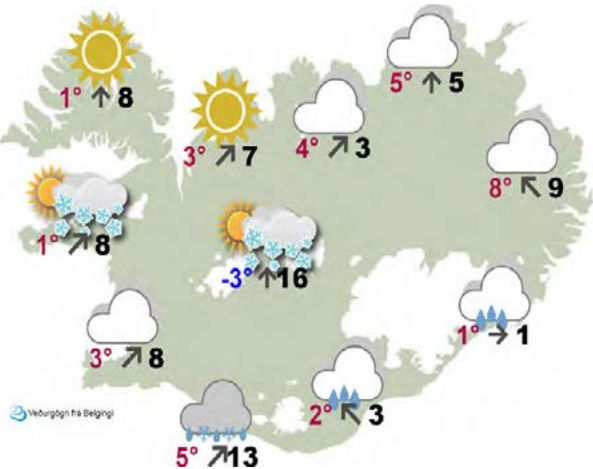 5° ↑ 5
1° ↑ 8
3° ↗ 7
4° ↗ 3
8° ↖ 9
1° ↗ 8
-3° ↑ 16
1° → 1
3° ↗ 8
2° ↖ 3
Veðurgögn frá Belgingi
5° ↗ 13